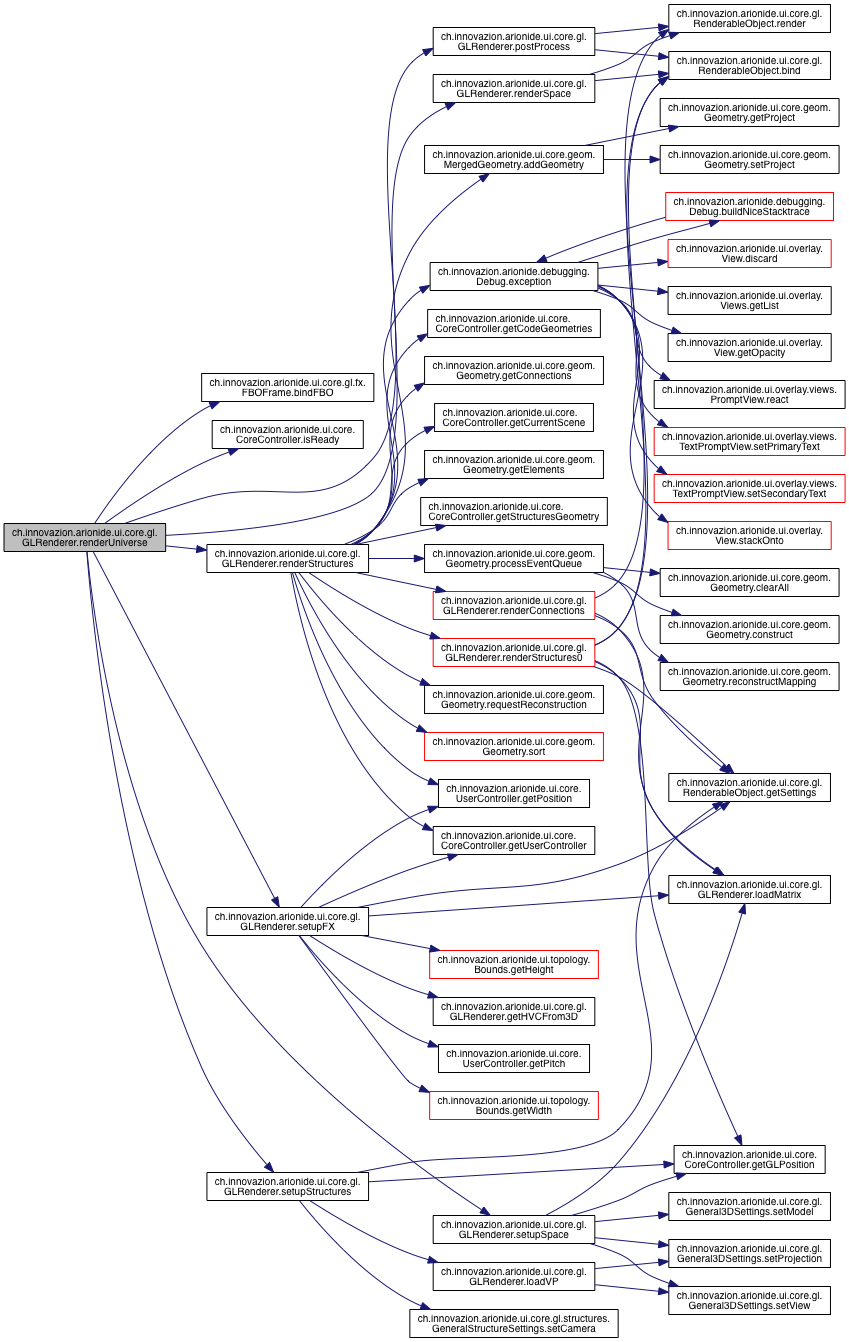 ch.innovazion.arionide.ui.core.gl.
GLRenderer.renderUniverse
ch.innovazion.arionide.ui.core.gl.fx.
FBOFrame.bindFBO
ch.innovazion.arionide.ui.core.
CoreController.isReady
ch.innovazion.arionide.ui.core.gl.
GLRenderer.renderStructures
ch.innovazion.arionide.ui.core.gl.
GLRenderer.setupFX
ch.innovazion.arionide.ui.core.gl.
GLRenderer.setupStructures
ch.innovazion.arionide.ui.core.gl.
GLRenderer.postProcess
ch.innovazion.arionide.ui.core.gl.
GLRenderer.renderSpace
ch.innovazion.arionide.ui.core.geom.
MergedGeometry.addGeometry
ch.innovazion.arionide.debugging.
Debug.exception
ch.innovazion.arionide.ui.core.
CoreController.getCodeGeometries
ch.innovazion.arionide.ui.core.geom.
Geometry.getConnections
ch.innovazion.arionide.ui.core.
CoreController.getCurrentScene
ch.innovazion.arionide.ui.core.geom.
Geometry.getElements
ch.innovazion.arionide.ui.core.
CoreController.getStructuresGeometry
ch.innovazion.arionide.ui.core.geom.
Geometry.processEventQueue
ch.innovazion.arionide.ui.core.gl.
GLRenderer.renderConnections
ch.innovazion.arionide.ui.core.gl.
GLRenderer.renderStructures0
ch.innovazion.arionide.ui.core.geom.
Geometry.requestReconstruction
ch.innovazion.arionide.ui.core.geom.
Geometry.sort
ch.innovazion.arionide.ui.core.
UserController.getPosition
ch.innovazion.arionide.ui.core.
CoreController.getUserController
ch.innovazion.arionide.ui.topology.
Bounds.getHeight
ch.innovazion.arionide.ui.core.gl.
GLRenderer.getHVCFrom3D
ch.innovazion.arionide.ui.core.
UserController.getPitch
ch.innovazion.arionide.ui.topology.
Bounds.getWidth
ch.innovazion.arionide.ui.core.gl.
GLRenderer.setupSpace
ch.innovazion.arionide.ui.core.gl.
GLRenderer.loadVP
ch.innovazion.arionide.ui.core.gl.structures.
GeneralStructureSettings.setCamera
ch.innovazion.arionide.ui.core.gl.
RenderableObject.render
ch.innovazion.arionide.ui.core.gl.
RenderableObject.bind
ch.innovazion.arionide.ui.core.geom.
Geometry.getProject
ch.innovazion.arionide.ui.core.geom.
Geometry.setProject
ch.innovazion.arionide.debugging.
Debug.buildNiceStacktrace
ch.innovazion.arionide.ui.overlay.
View.discard
ch.innovazion.arionide.ui.overlay.
Views.getList
ch.innovazion.arionide.ui.overlay.
View.getOpacity
ch.innovazion.arionide.ui.overlay.views.
PromptView.react
ch.innovazion.arionide.ui.overlay.views.
TextPromptView.setPrimaryText
ch.innovazion.arionide.ui.overlay.views.
TextPromptView.setSecondaryText
ch.innovazion.arionide.ui.overlay.
View.stackOnto
ch.innovazion.arionide.ui.core.geom.
Geometry.clearAll
ch.innovazion.arionide.ui.core.geom.
Geometry.construct
ch.innovazion.arionide.ui.core.geom.
Geometry.reconstructMapping
ch.innovazion.arionide.ui.core.gl.
RenderableObject.getSettings
ch.innovazion.arionide.ui.core.gl.
GLRenderer.loadMatrix
ch.innovazion.arionide.ui.core.
CoreController.getGLPosition
ch.innovazion.arionide.ui.core.gl.
General3DSettings.setModel
ch.innovazion.arionide.ui.core.gl.
General3DSettings.setProjection
ch.innovazion.arionide.ui.core.gl.
General3DSettings.setView